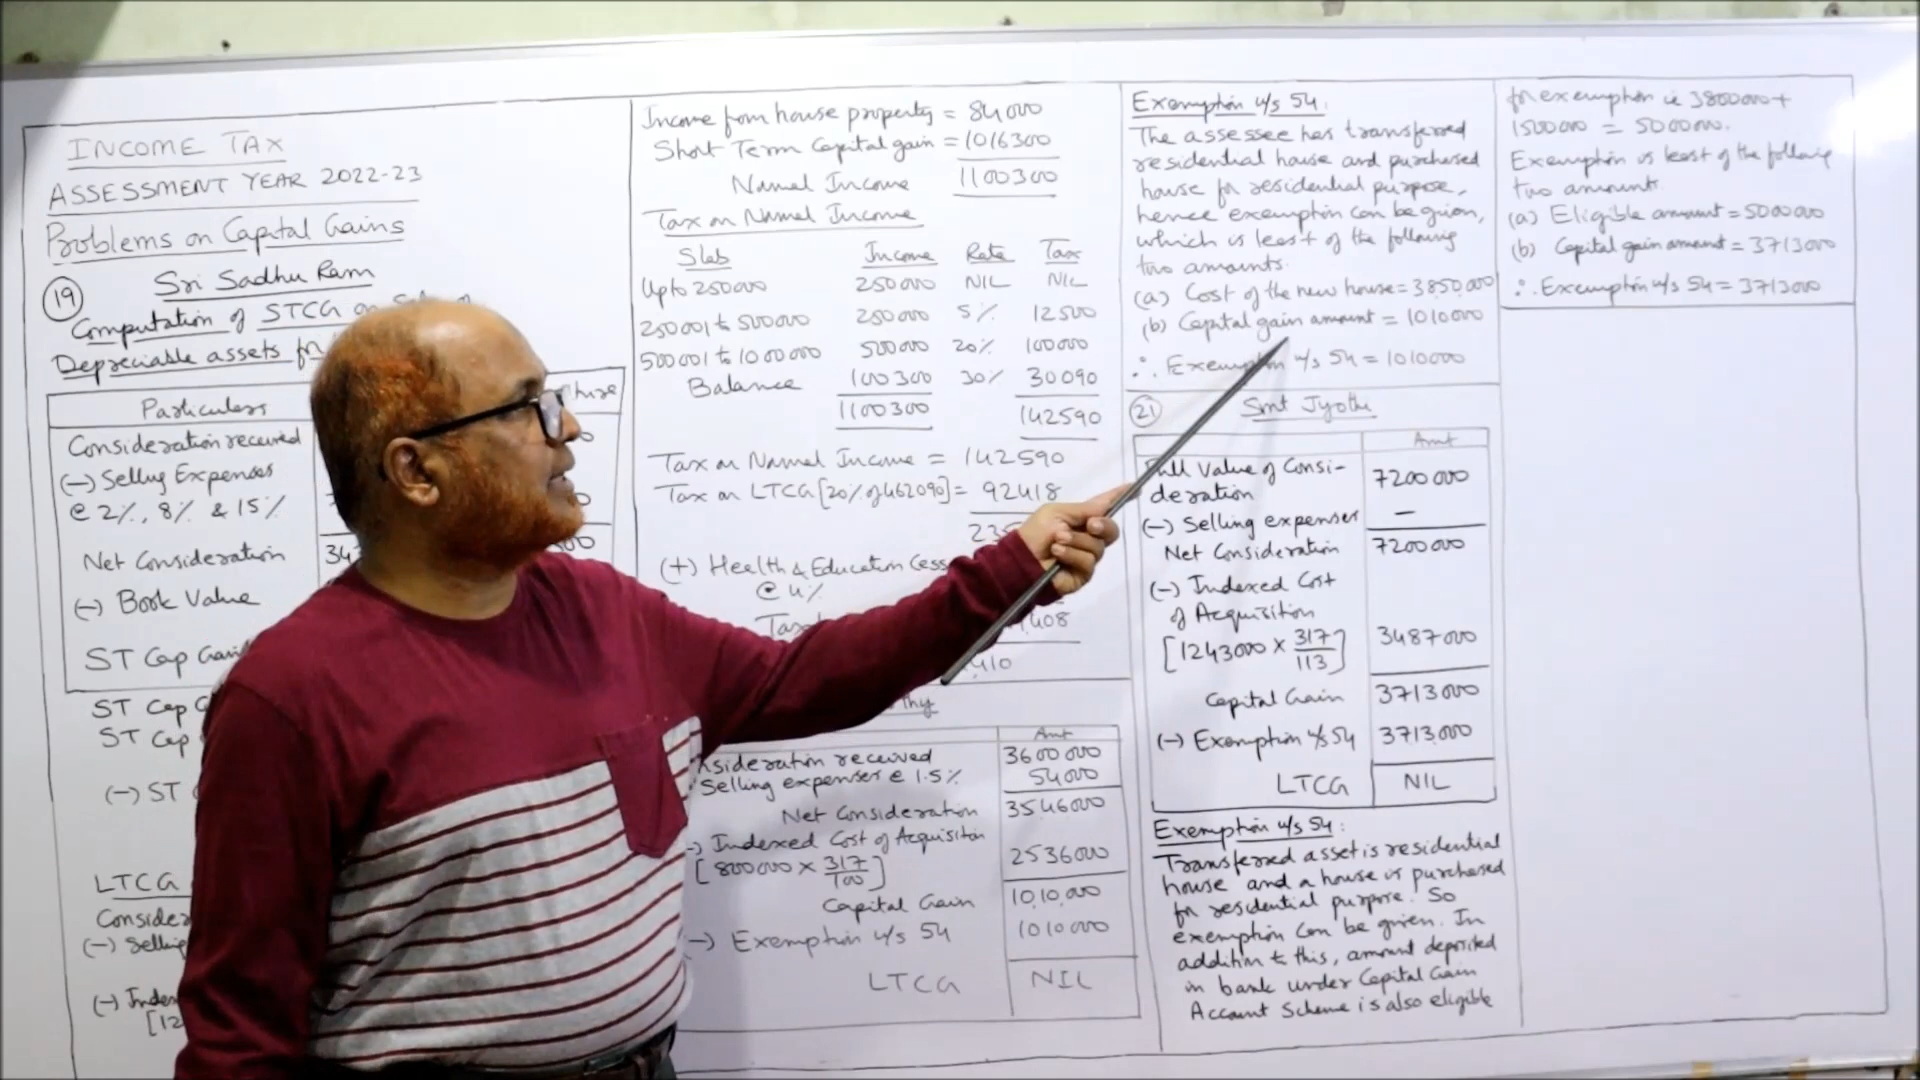 INCOME TAX
ASSESSMENT YEAR 2022-23
Problems on Capital Gains
19
Sri Sadhu Ram
Computation of STCG on
Depreciable assets for
Particulars
Consideration received
(-) Selling Expenses
@ 2%, 8% & 15%
Net Consideration
(-) Book Value
ST Cap Gain
ST Cap
ST Cap
(-) ST
LTCG
(-)
Income from house property = 84000
Short Term Capital gain = 1016300
Normal Income 1100300
Tax on Normal Income
Slab Income Rate Tax
Upto 250000 250000 NIL NIL
250001 to 500000 250000 5% 12500
500001 to 1000000 500000 20% 100000
Balance 100300 30% 30090
1100300 142590
Tax on Normal Income = 142590
Tax on LTCG [20% of 462090] = 92418
(+) Health & Education Cess
@ 4%
408
410
Amt
Consideration received 3600000
Selling expenses @ 1.5% 54000
Net Consideration 3546000
(-) Indexed Cost of Acquisition
[800000 × 317/100] 2536000
Capital Gain 1010000
(-) Exemption u/s 54 1010000
LTCG NIL
Exemption u/s 54:
The assessee has transferred
residential house and purchased
house for residential purpose,
hence exemption can be given,
which is least of the following
two amounts.
(a) Cost of the new house = 3850000
(b) Capital gain amount = 1010000
∴ Exemption u/s 54 = 1010000
21
Smt Jyothi
Amt
Full Value of Consi-
deration 7200000
(-) Selling expenses —
Net Consideration 7200000
(-) Indexed Cost
of Acquisition
[1243000 × 317/113] 3487000
Capital Gain 3713000
(-) Exemption u/s 54 3713000
LTCG NIL
Exemption u/s 54:
Transferred asset is residential
house and a house is purchased
for residential purpose. So
exemption can be given. In
addition to this, amount deposited
in bank under Capital Gain
Account Scheme is also eligible
for exemption ie 3800000+
1500000 = 5000000.
Exemption is least of the following
two amounts.
(a) Eligible amount = 5000000
(b) Capital gain amount = 3713000
∴ Exemption u/s 54 = 3713000